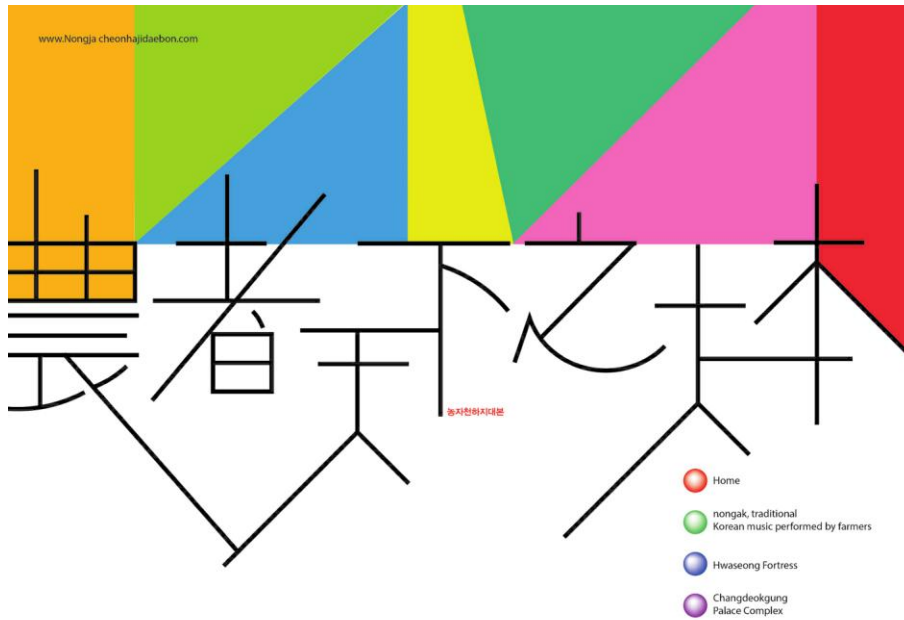 www.Nongja cheonhajidaebon.com
農者天下之大本
농자천하지대본
Home
nongak, traditional
Korean music performed by farmers
Hwaseong Fortress
Changdeokgung
Palace Complex